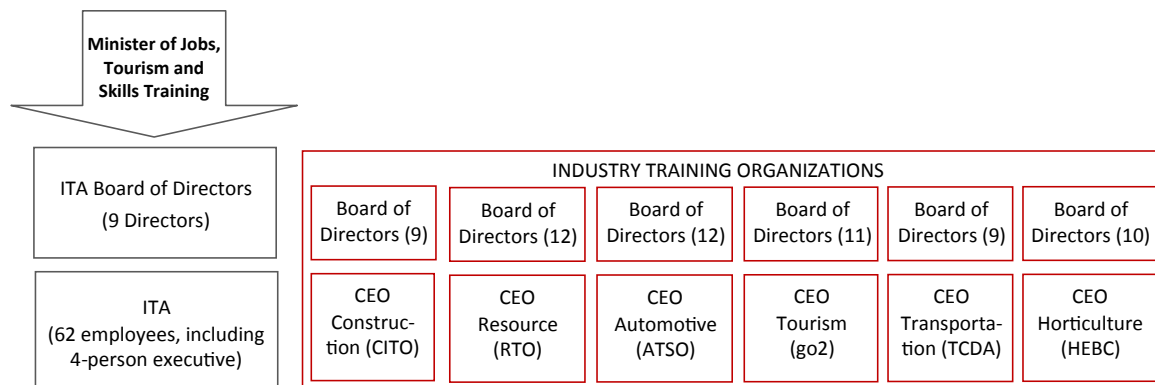 Minister of Jobs,
Tourism and
Skills Training
ITA Board of Directors
(9 Directors)
ITA
(62 employees, including
4-person executive)
INDUSTRY TRAINING ORGANIZATIONS
Board of
Directors (9)
Board of
Directors (12)
Board of
Directors (12)
Board of
Directors (11)
Board of
Directors (9)
Board of
Directors (10)
CEO
Construc-
tion (CITO)
CEO
Resource
(RTO)
CEO
Automotive
(ATSO)
CEO
Tourism
(go2)
CEO
Transporta-
tion (TCDA)
CEO
Horticulture
(HEBC)